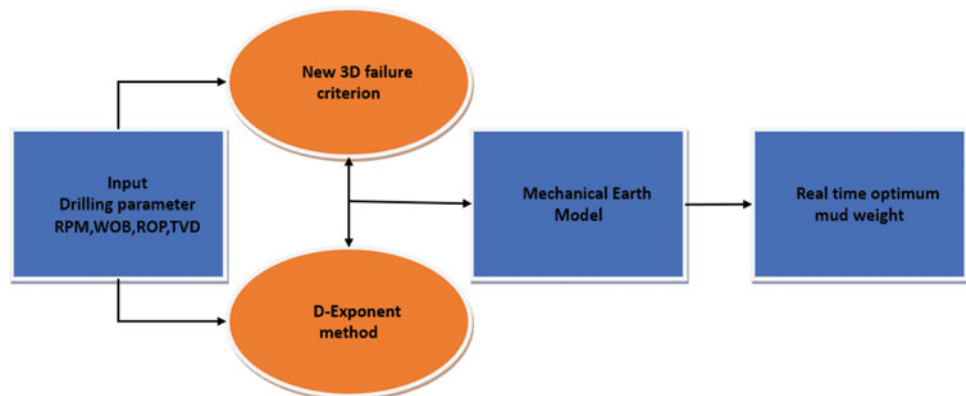 New 3D failure
criterion
Input
Drilling parameter
RPM,WOB,ROP,TVD
Mechanical Earth
Model
Real time optimum
mud weight
D-Exponent
method